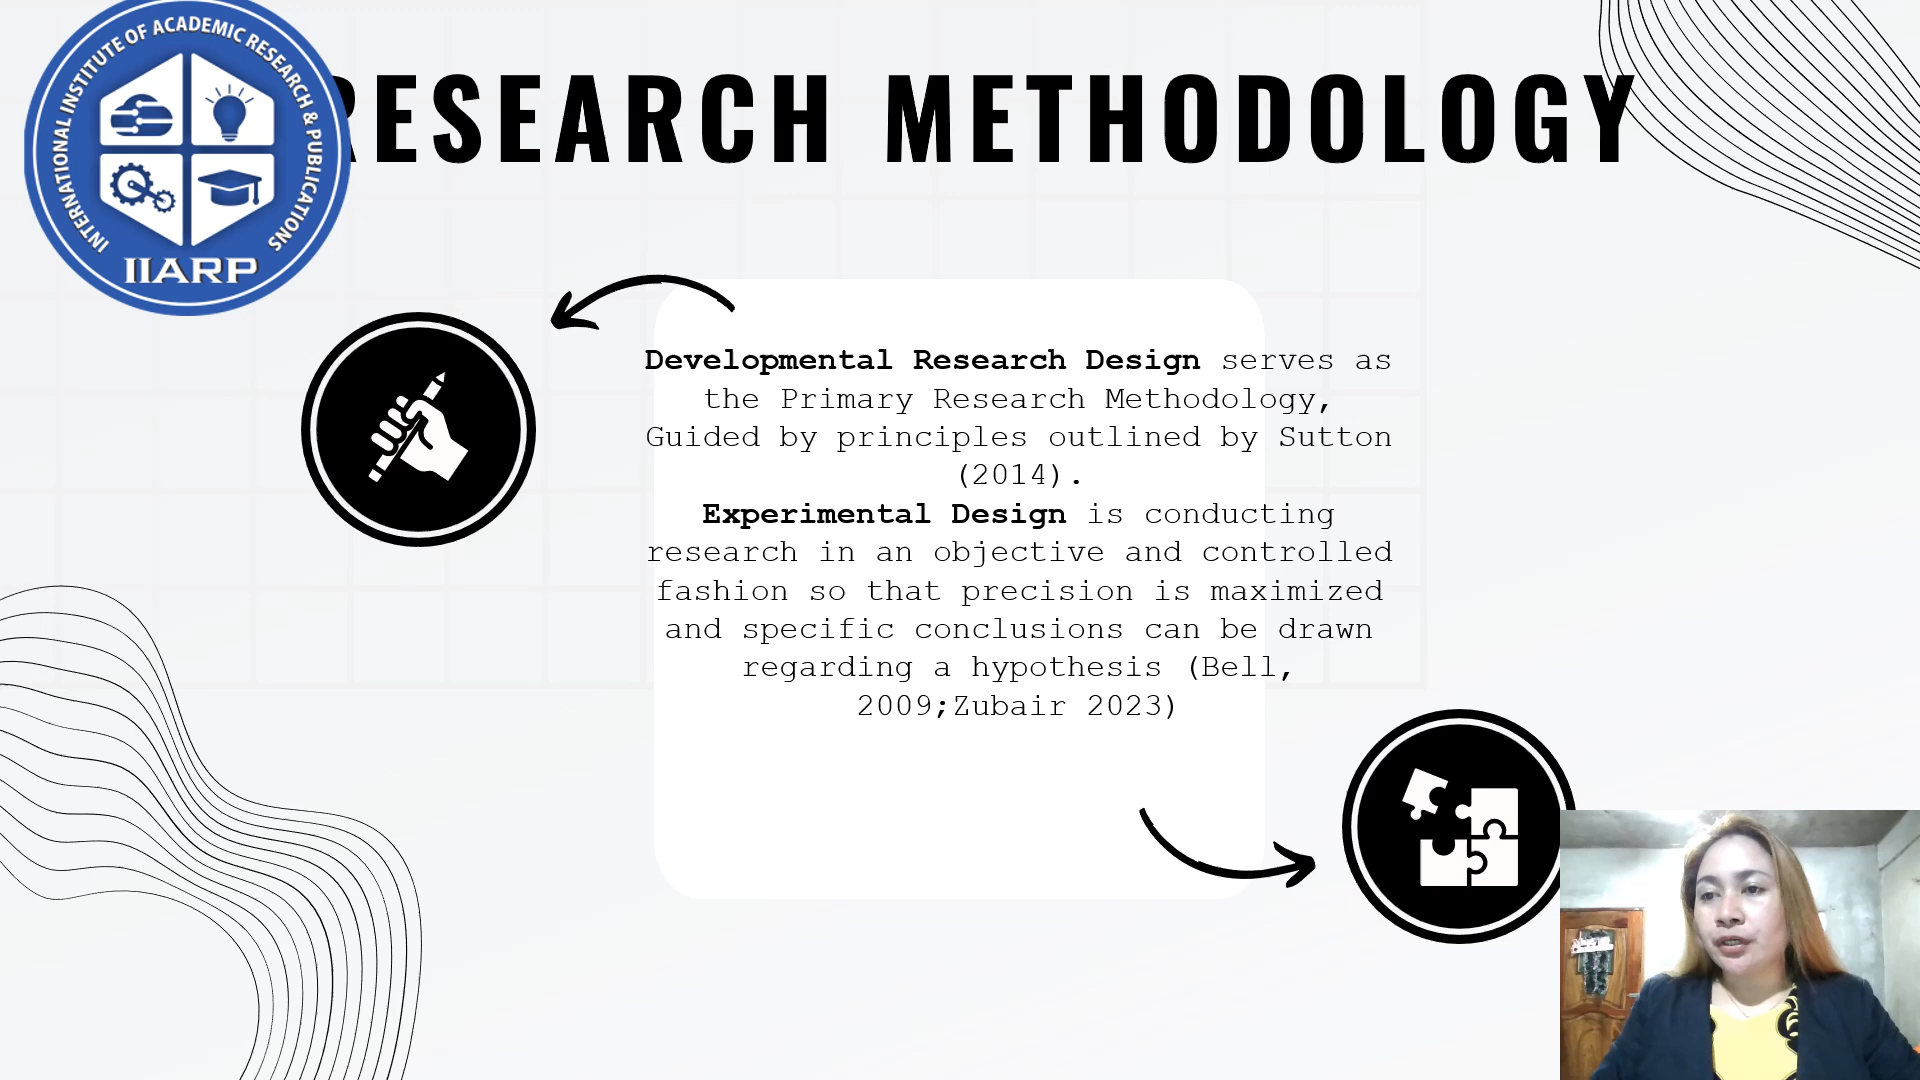 INTERNATIONAL INSTITUTE OF ACADEMIC RESEARCH & PUBLICATIONS
IIARP
RESEARCH METHODOLOGY
Developmental Research Design serves as
the Primary Research Methodology,
Guided by principles outlined by Sutton
(2014).
Experimental Design is conducting
research in an objective and controlled
fashion so that precision is maximized
and specific conclusions can be drawn
regarding a hypothesis (Bell,
2009;Zubair 2023)